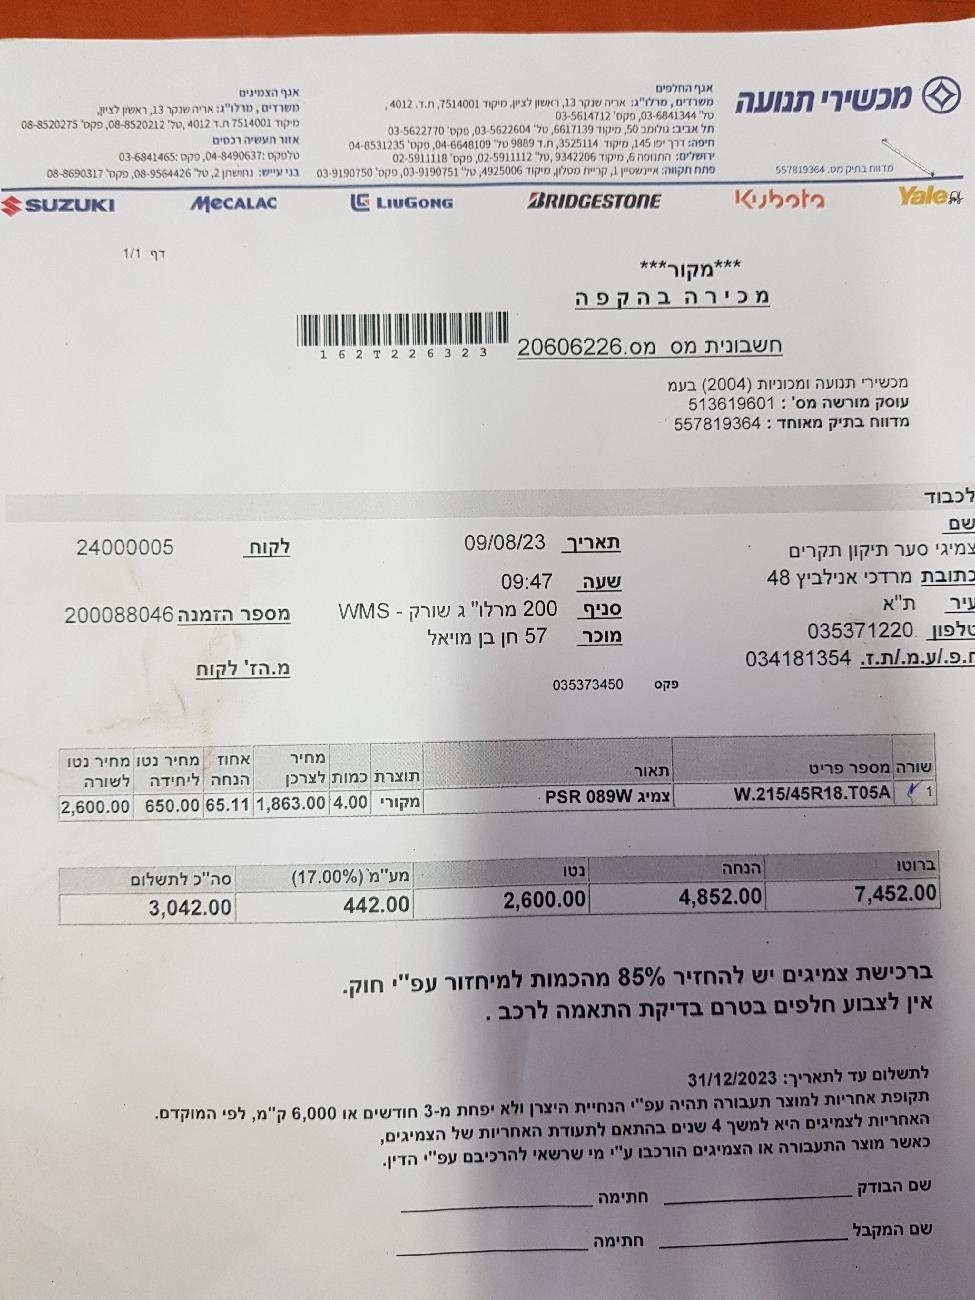 מכשירי תנועה
מדווח בתיק מס. 557819364
אגף החלפים
משרדים, מרלו"ג: אריה שנקר 13, ראשון לציון, מיקוד 7514001, ת.ד. 4012 ,
טל' 03-6841344, פקס' 03-5614712
תל אביב: גולומב 50, מיקוד 6617139, טל' 03-5622604, פקס' 03-5622770
חיפה: דרך יפו 145, מיקוד 3525114, ת.ד 9889 טל' 04-6648109, פקס' 04-8531235
ירושלים: התנופה 6, מיקוד 9342206, טל' 02-5911112, פקס' 02-5911118
פתח תקווה: איינשטיין 1, קריית מטלון, מיקוד 4925006, טל' 03-9190751, פקס' 03-9190750
אגף הצמיגים
משרדים , מרלו"ג: אריה שנקר 13, ראשון לציון,
מיקוד 7514001 ת.ד 4012, טל' 08-8520212, פקס' 08-8520275
אזור תעשיה רכסים
טלפקס: 04-8490637, פקס: 03-6841465
בני עייש: נחושתן 2, טל' 08-9564426, פקס' 08-8690317
SUZUKI MECALAC LIUGONG BRIDGESTONE Kubota Yale
דף 1/1
***מקור***
מכירה בהקפה
חשבונית מס מס.20606226
162T226323
מכשירי תנועה ומכוניות (2004) בעמ
עוסק מורשה מס' : 513619601
מדווח בתיק מאוחד : 557819364
לכבוד
שם
צמיגי סער תיקון תקרים
כתובת מרדכי אנילביץ 48
עיר ת"א
טלפון 035371220
ח.פ/ע.מ/ת.ז. 034181354
תאריך 09/08/23
שעה 09:47
סניף 200 מרלו"ג שורק - WMS
מוכר 57 חן בן מויאל
פקס 035373450
לקוח 24000005
מספר הזמנה 200088046
מ.הז' לקוח
שורה מספר פריט תאור תוצרת כמות מחיר לצרכן אחוז הנחה מחיר נטו ליחידה מחיר נטו לשורה
1 W.215/45R18.T05A צמיג PSR 089W מקורי 4.00 1,863.00 65.11 650.00 2,600.00
ברוטו הנחה נטו מע"מ (17.00%) סה"כ לתשלום
7,452.00 4,852.00 2,600.00 442.00 3,042.00
ברכישת צמיגים יש להחזיר 85% מהכמות למיחזור עפ"י חוק.
אין לצבוע חלפים בטרם בדיקת התאמה לרכב .
לתשלום עד לתאריך: 31/12/2023
תקופת אחריות למוצר תעבורה תהיה עפ"י הנחיית היצרן ולא יפחת מ-3 חודשים או 6,000 ק"מ, לפי המוקדם.
האחריות לצמיגים היא למשך 4 שנים בהתאם לתעודת האחריות של הצמיגים,
כאשר מוצר התעבורה או הצמיגים הורכבו ע"י מי שרשאי להרכיבם עפ"י הדין.
שם הבודק ____________ חתימה ____________
שם המקבל ____________ חתימה ____________